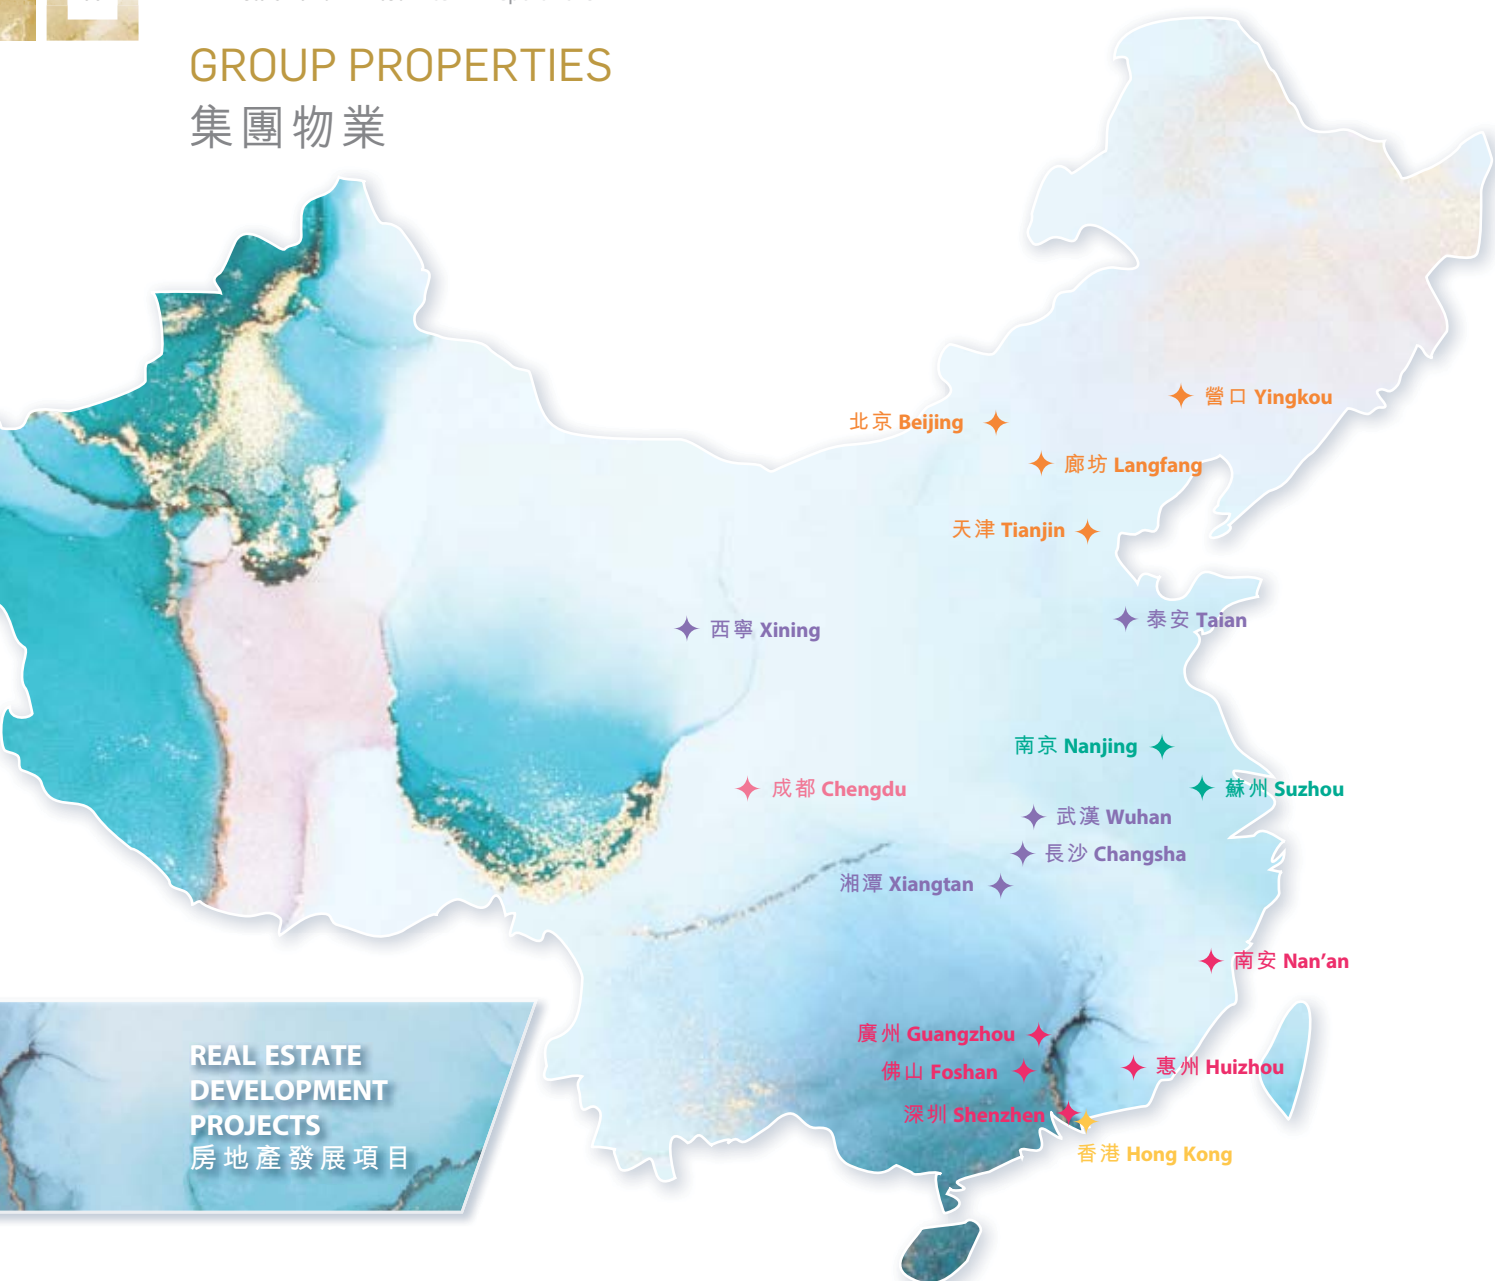 GROUP PROPERTIES
集團物業
營口 Yingkou
北京 Beijing
廊坊 Langfang
天津 Tianjin
泰安 Taian
西寧 Xining
南京 Nanjing
成都 Chengdu
蘇州 Suzhou
武漢 Wuhan
長沙 Changsha
湘潭 Xiangtan
南安 Nan’an
廣州 Guangzhou
惠州 Huizhou
佛山 Foshan
深圳 Shenzhen
香港 Hong Kong
REAL ESTATE
DEVELOPMENT
PROJECTS
房地產發展項目